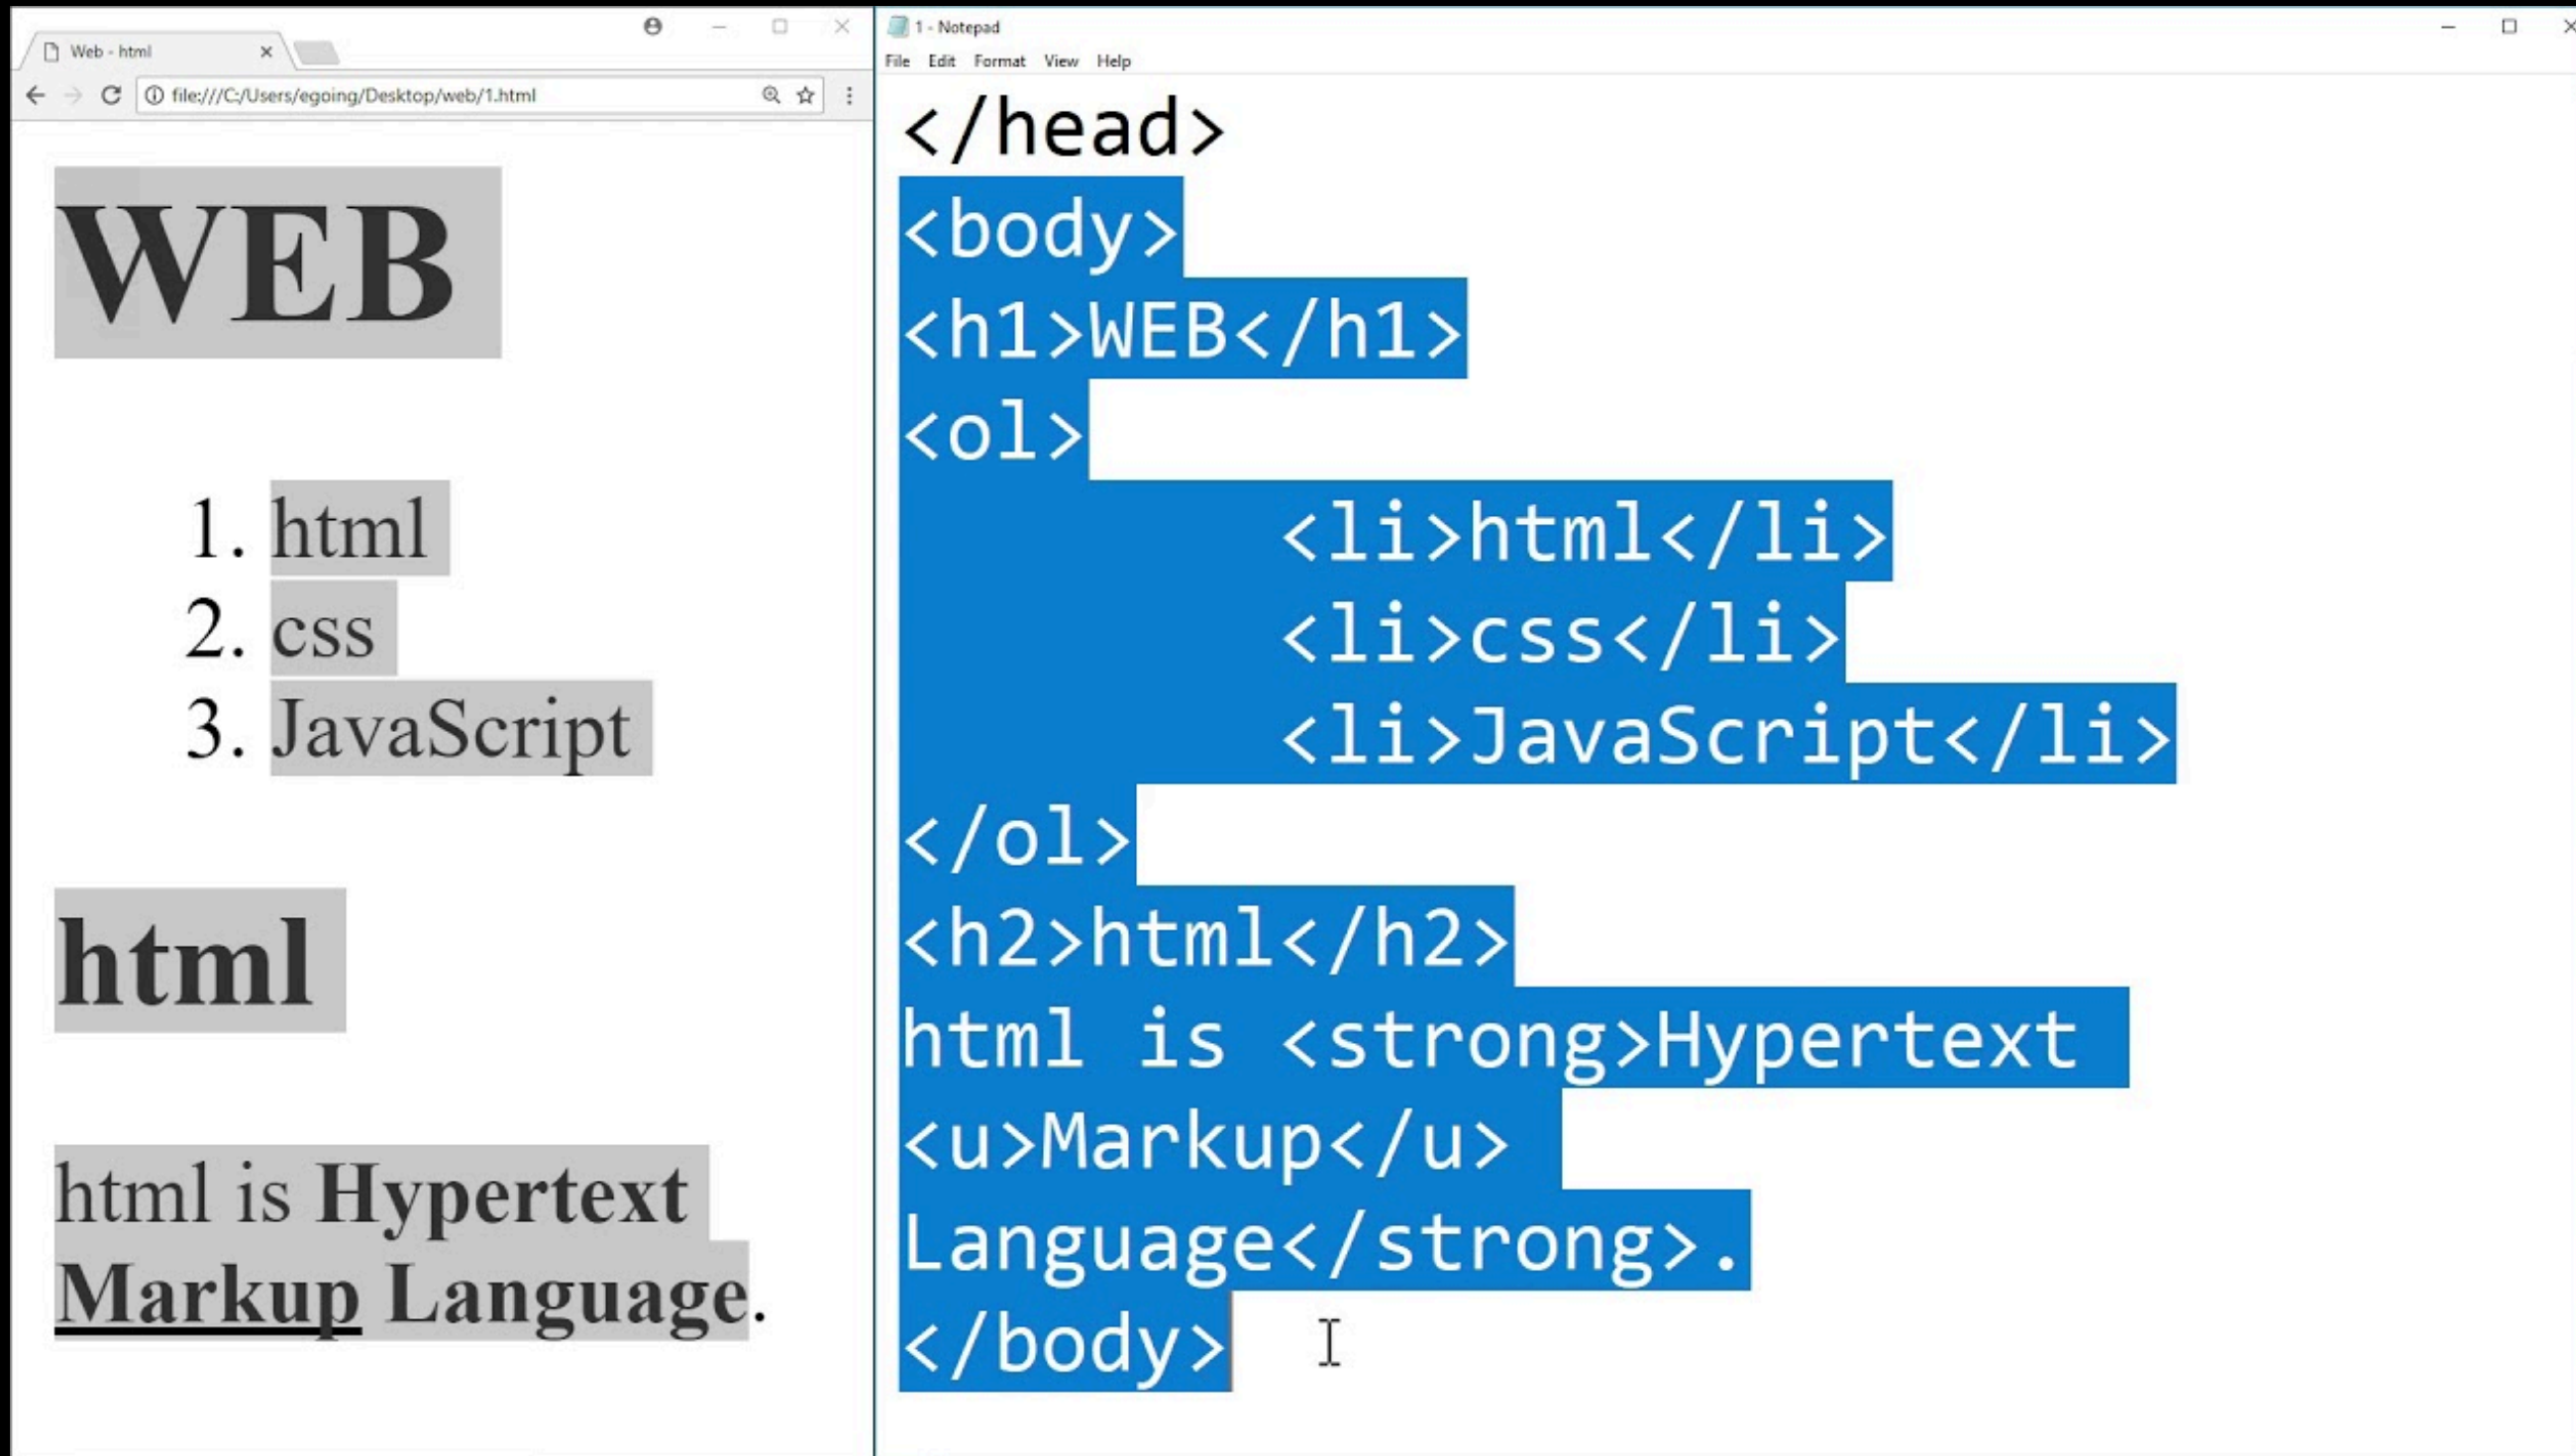 Web - html
file:///C:/Users/egoing/Desktop/web/1.html
WEB
1. html
2. css
3. JavaScript
html
html is Hypertext
Markup Language.
1 - Notepad
File Edit Format View Help
</head>
<body>
<h1>WEB</h1>
<ol>
<li>html</li>
<li>css</li>
<li>JavaScript</li>
</ol>
<h2>html</h2>
html is <strong>Hypertext
<u>Markup</u>
Language</strong>.
</body>